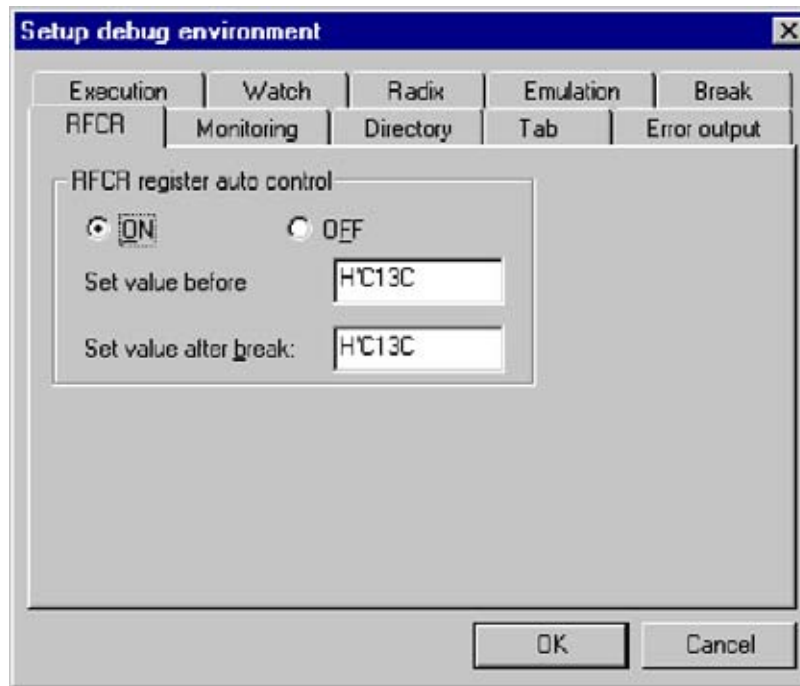 Setup debug environment
Execution Watch Radix Emulation Break
RFCR Monitoring Directory Tab Error output
RFCR register auto control
ON OFF
Set value before H'C13C
Set value after break: H'C13C
OK Cancel